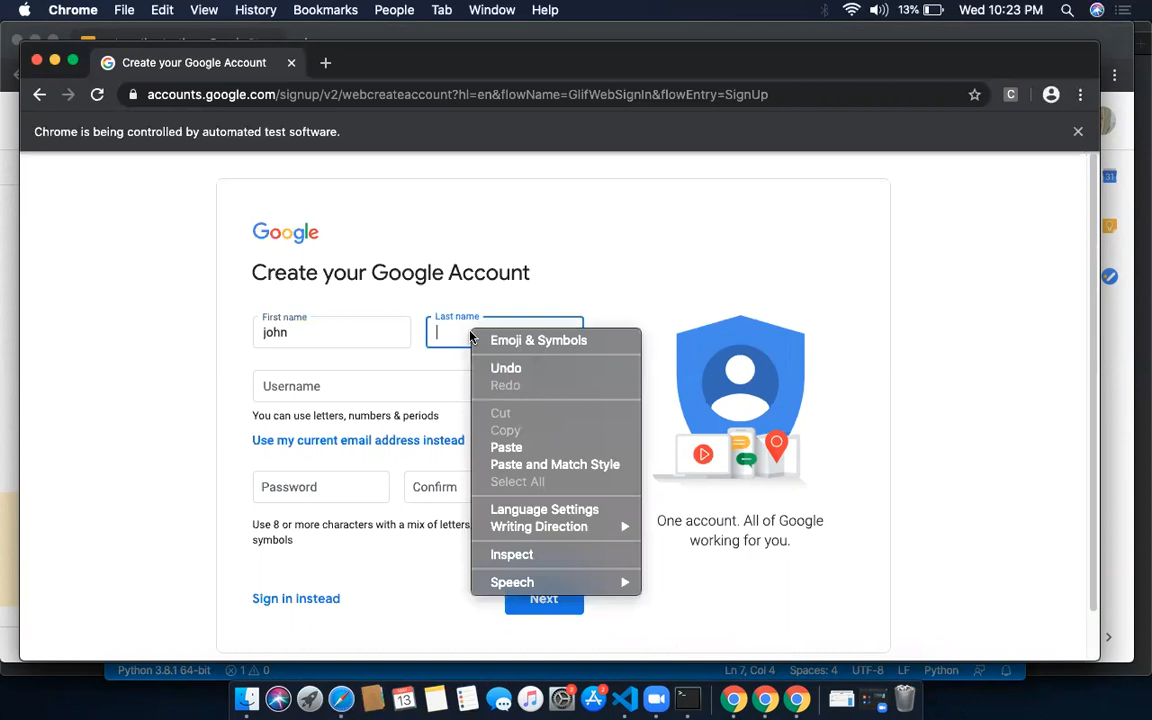 Chrome File Edit View History Bookmarks People Tab Window Help 13% Wed 10:23 PM
Create your Google Account
accounts.google.com/signup/v2/webcreateaccount?hl=en&flowName=GlifWebSignIn&flowEntry=SignUp C
Chrome is being controlled by automated test software.
31
Google
Create your Google Account
First name
john
Last name
Username
You can use letters, numbers & periods
Use my current email address instead
Password
Confirm
Use 8 or more characters with a mix of letters,
symbols
Sign in instead
Next
Emoji & Symbols
Undo
Redo
Cut
Copy
Paste
Paste and Match Style
Select All
Language Settings
Writing Direction
Inspect
Speech
One account. All of Google
working for you.
Python 3.8.1 64-bit 1 0 Ln 7, Col 4 Spaces: 4 UTF-8 LF Python
13